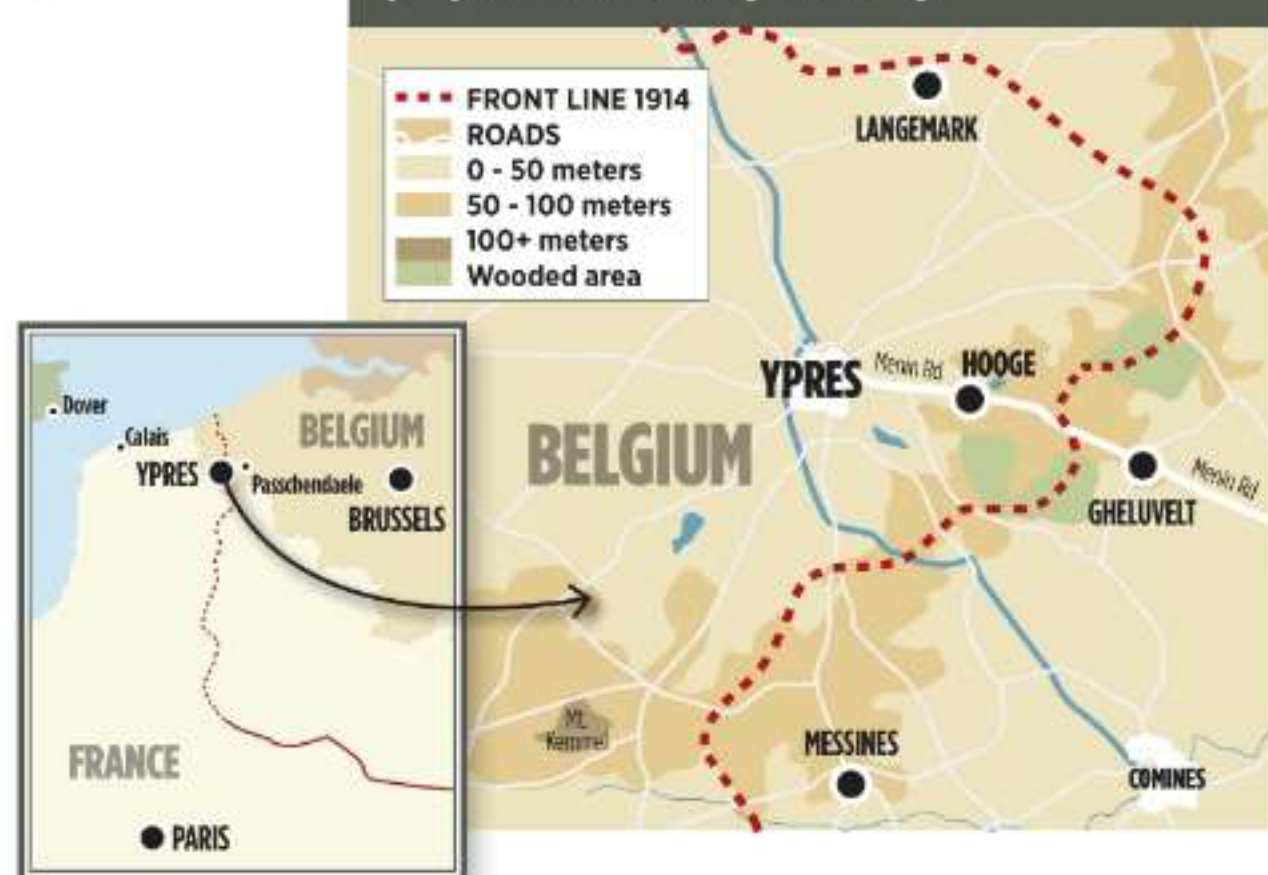 FRONT LINE 1914
ROADS
0 - 50 meters
50 - 100 meters
100+ meters
Wooded area
LANGEMARK
YPRES
Menin Rd
HOOGE
BELGIUM
Menin Rd
GHELUVELT
Mt.
Kemmel
MESSINES
COMINES
Dover
Calais
BELGIUM
YPRES
Passchendaele
BRUSSELS
FRANCE
PARIS